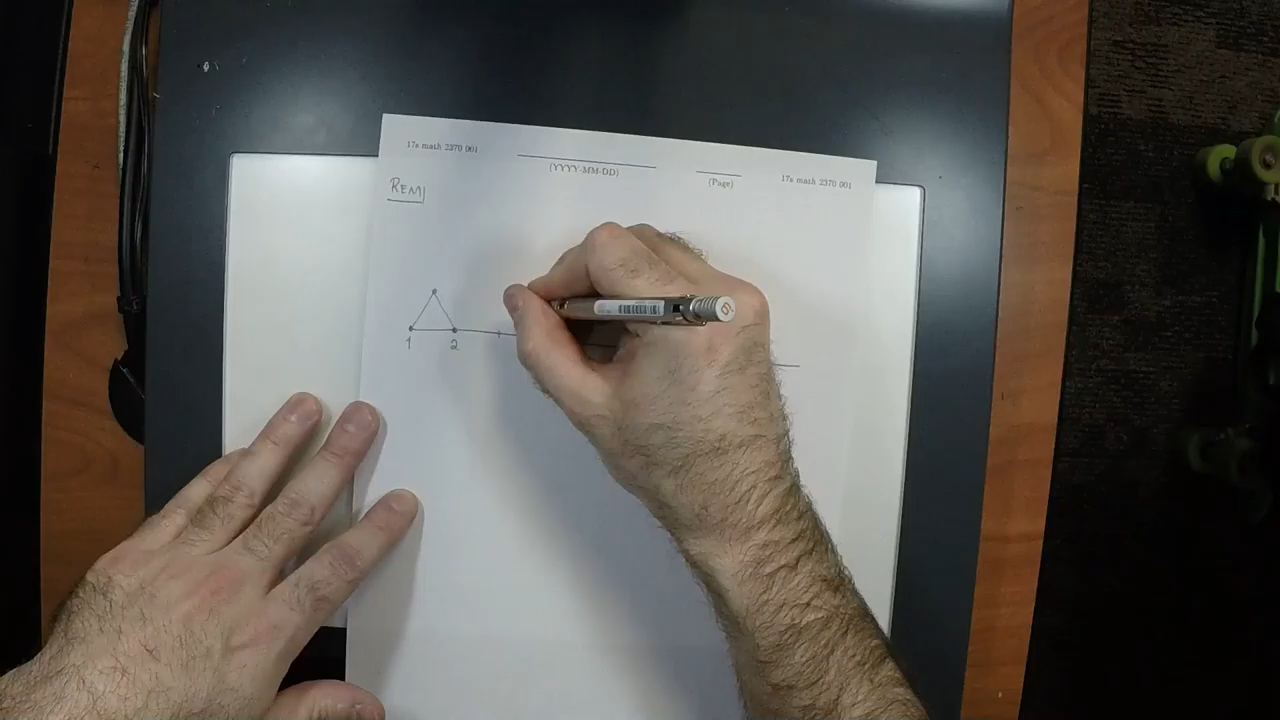 17s math 2370 001
(YYYY-MM-DD)
(Page)
17s math 2370 001
REM
1 2